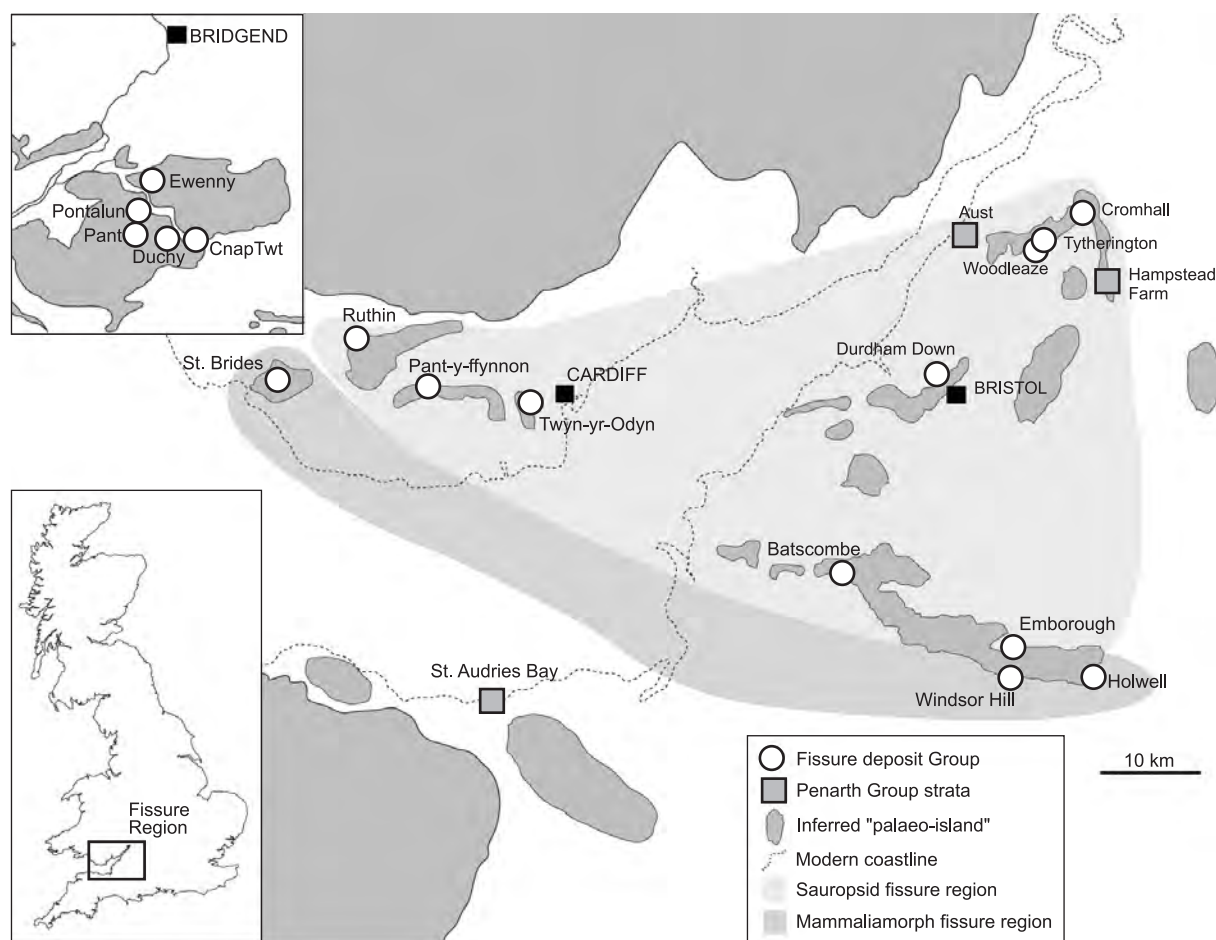 BRIDGEND
Ewenny
Pontalun
Pant
Duchy
CnapTwt
Aust
Cromhall
Tytherington
Woodleaze
Hampstead
Farm
Ruthin
St. Brides
Pant-y-ffynnon
CARDIFF
Twyn-yr-Odyn
Durdham Down
BRISTOL
Batscombe
Emborough
Windsor Hill
Holwell
St. Audries Bay
Fissure
Region
Fissure deposit Group
Penarth Group strata
Inferred "palaeo-island"
Modern coastline
Sauropsid fissure region
Mammaliamorph fissure region
10 km